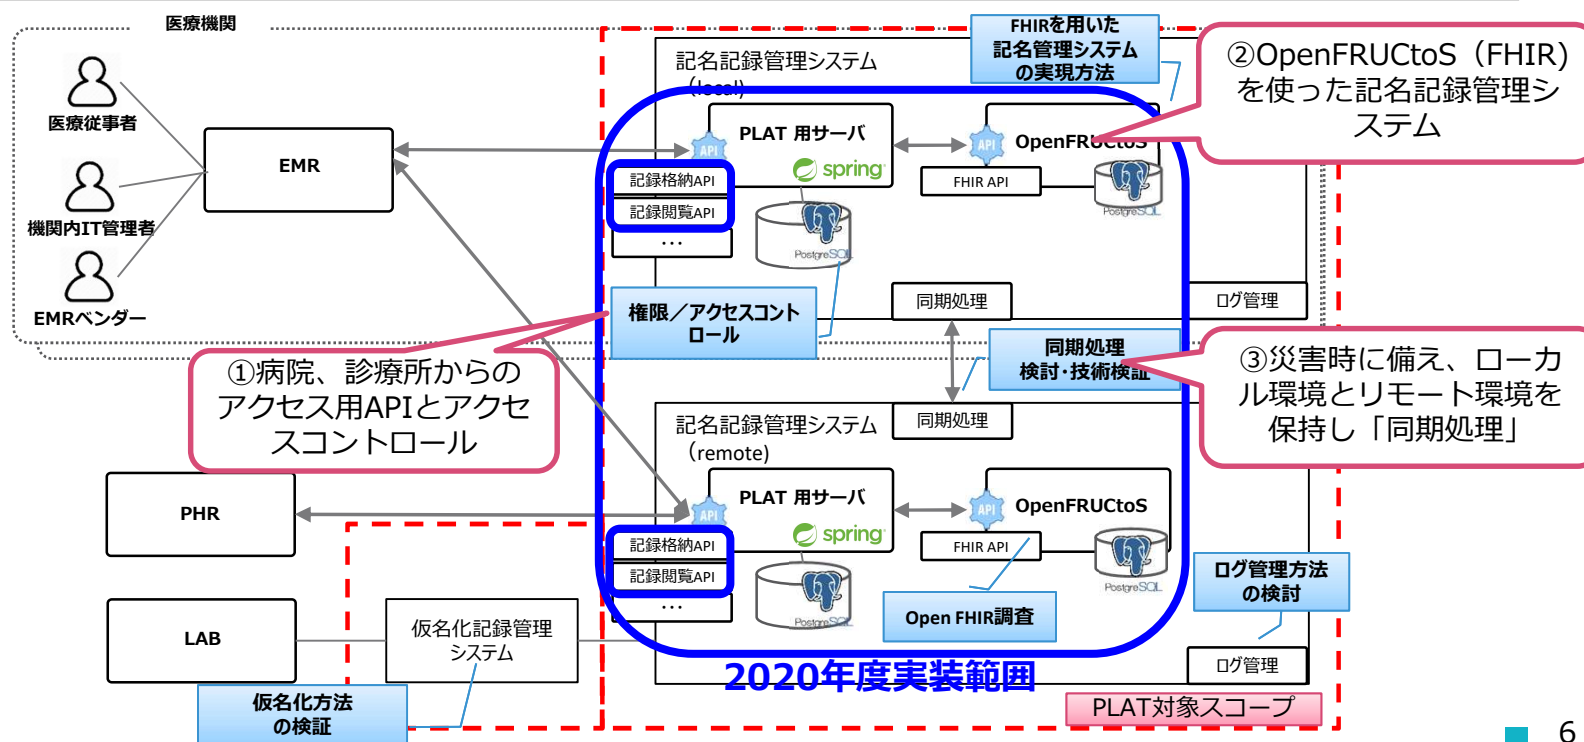 医療機関
医療従事者
機関内IT管理者
EMRベンダー
EMR
PHR
LAB
仮名化記録管理
システム
仮名化方法
の検証
①病院、診療所からの
アクセス用APIとアクセ
スコントロール
記名記録管理システム
(local)
FHIRを用いた
記名管理システム
の実現方法
②OpenFRUCtoS（FHIR)
を使った記名記録管理シ
ステム
PLAT 用サーバ
API
spring
記録格納API
記録閲覧API
…
PostgreSQL
API
OpenFRUCtoS
FHIR API
PostgreSQL
権限／アクセスコント
ロール
同期処理
ログ管理
同期処理
検討･技術検証
③災害時に備え、ローカ
ル環境とリモート環境を
保持し「同期処理」
同期処理
記名記録管理システム
（remote)
PLAT 用サーバ
API
spring
記録格納API
記録閲覧API
…
PostgreSQL
API
OpenFRUCtoS
FHIR API
PostgreSQL
Open FHIR調査
ログ管理方法
の検討
ログ管理
2020年度実装範囲
PLAT対象スコープ
6